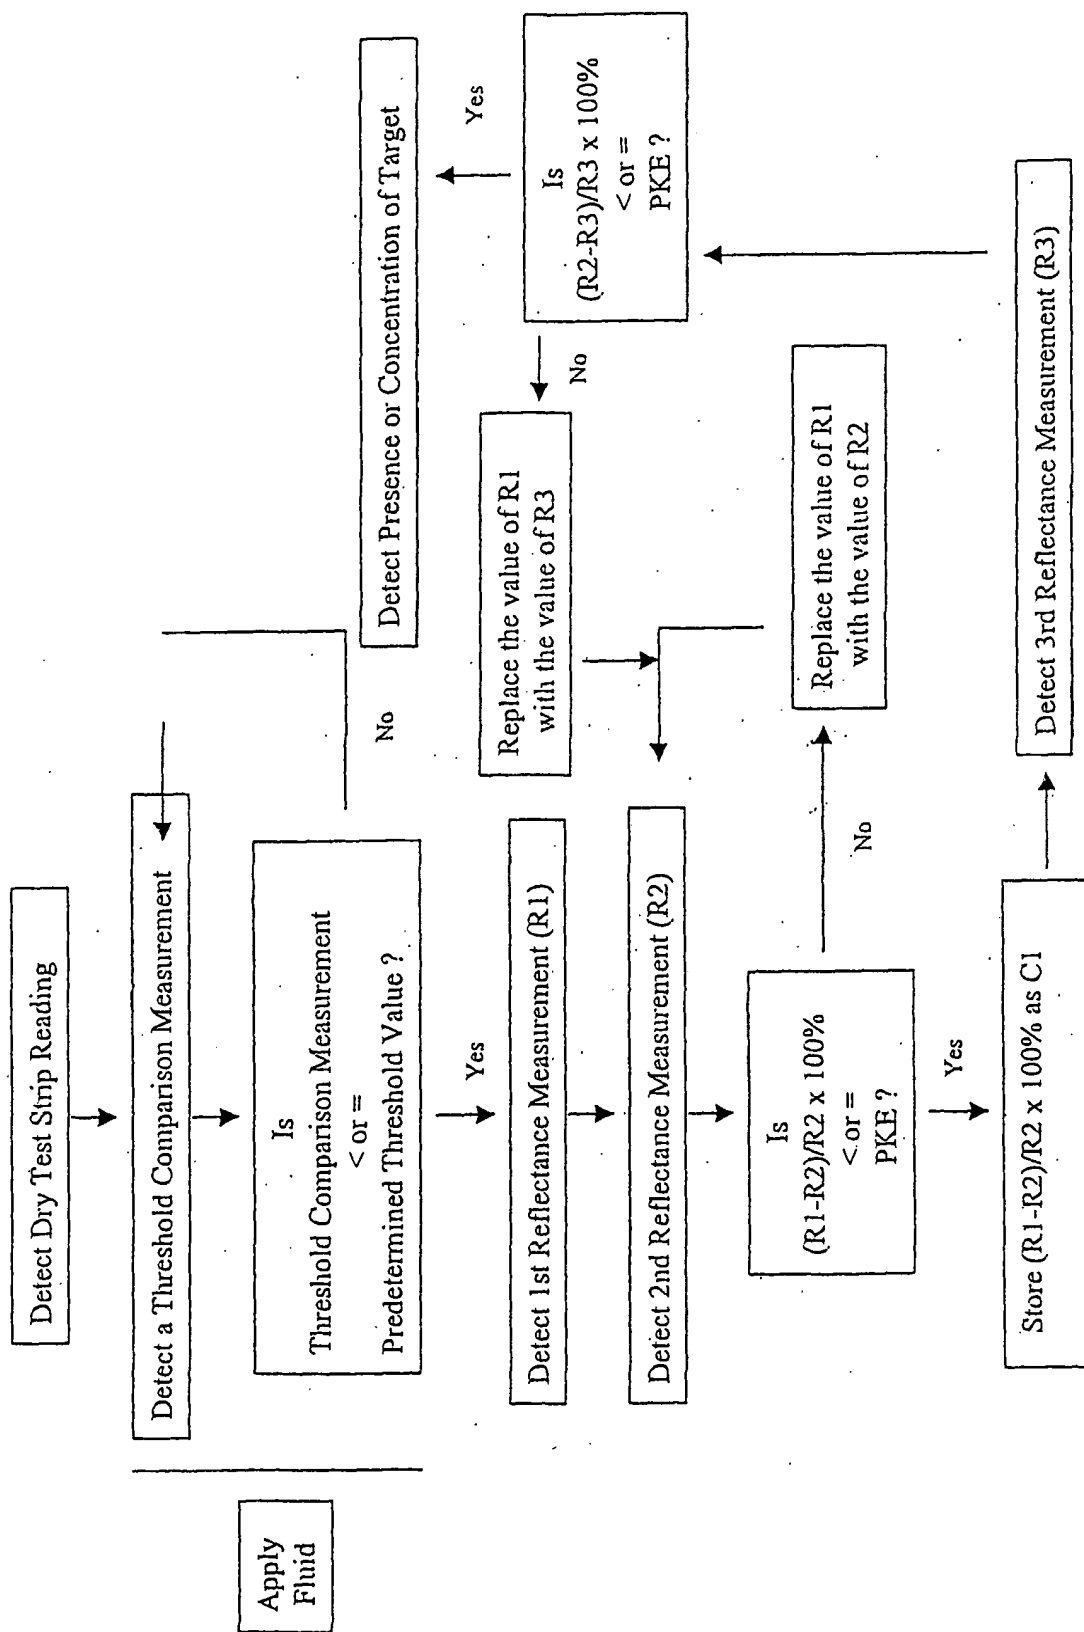 Detect Dry Test Strip Reading
Detect a Threshold Comparison Measurement
Apply
Fluid
Is
Threshold Comparison Measurement
< or =
Predetermined Threshold Value ?
No
Yes
Detect 1st Reflectance Measurement (R1)
Detect 2nd Reflectance Measurement (R2)
Is
(R1-R2)/R2 x 100%
< or =
PKE ?
No
Replace the value of R1
with the value of R2
Yes
Store (R1-R2)/R2 x 100% as C1
Detect 3rd Reflectance Measurement (R3)
Is
(R2-R3)/R3 x 100%
< or =
PKE ?
No
Replace the value of R1
with the value of R3
Yes
Detect Presence or Concentration of Target